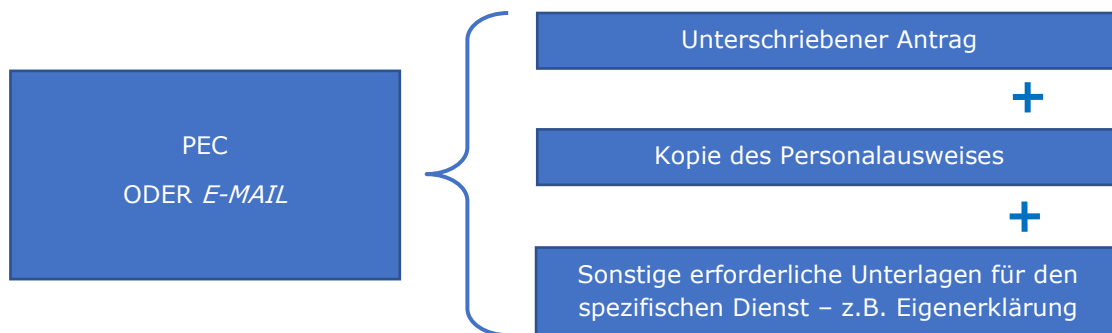 PEC
ODER E-MAIL
Unterschriebener Antrag
+
Kopie des Personalausweises
+
Sonstige erforderliche Unterlagen für den
spezifischen Dienst – z.B. Eigenerklärung